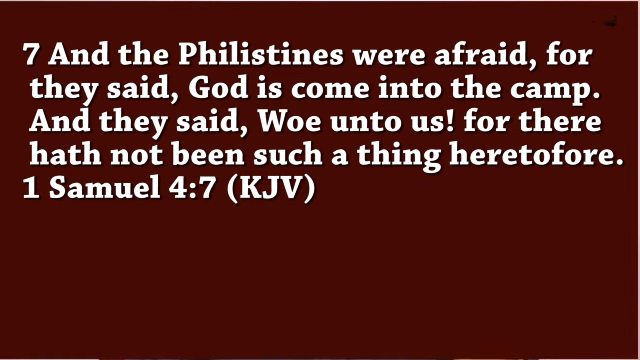 7 And the Philistines were afraid, for
they said, God is come into the camp.
And they said, Woe unto us! for there
hath not been such a thing heretofore.
1 Samuel 4:7 (KJV)